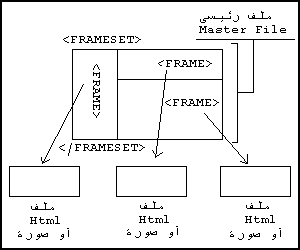 ملف رئيسي
Master File
<FRAMESET>
<FRAME>
<FRAME>
<FRAME>
</FRAMESET>
ملف
Html
أو صورة
ملف
Html
أو صورة
ملف
Html
أو صورة